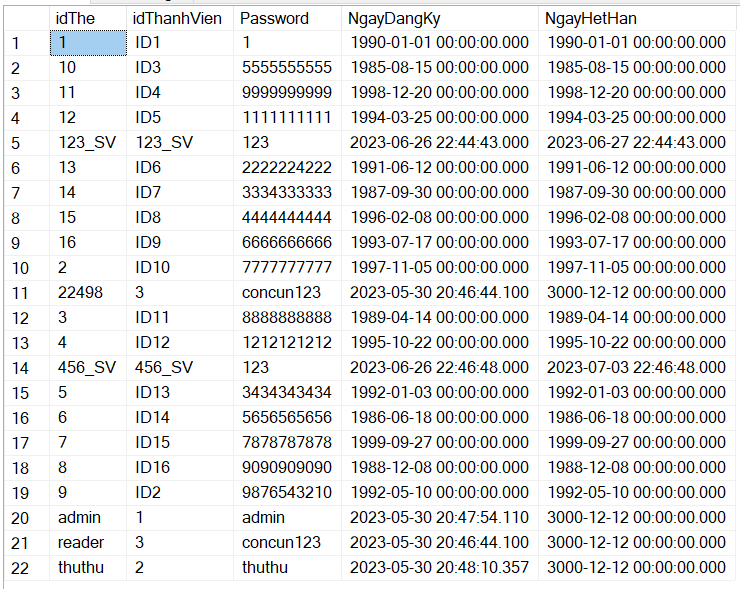 idThe idThanhVien Password NgayDangKy NgayHetHan
1 1 ID1 1 1990-01-01 00:00:00.000 1990-01-01 00:00:00.000
2 10 ID3 5555555555 1985-08-15 00:00:00.000 1985-08-15 00:00:00.000
3 11 ID4 9999999999 1998-12-20 00:00:00.000 1998-12-20 00:00:00.000
4 12 ID5 1111111111 1994-03-25 00:00:00.000 1994-03-25 00:00:00.000
5 123_SV 123_SV 123 2023-06-26 22:44:43.000 2023-06-27 22:44:43.000
6 13 ID6 2222224222 1991-06-12 00:00:00.000 1991-06-12 00:00:00.000
7 14 ID7 3334333333 1987-09-30 00:00:00.000 1987-09-30 00:00:00.000
8 15 ID8 4444444444 1996-02-08 00:00:00.000 1996-02-08 00:00:00.000
9 16 ID9 6666666666 1993-07-17 00:00:00.000 1993-07-17 00:00:00.000
10 2 ID10 7777777777 1997-11-05 00:00:00.000 1997-11-05 00:00:00.000
11 22498 3 concun123 2023-05-30 20:46:44.100 3000-12-12 00:00:00.000
12 3 ID11 8888888888 1989-04-14 00:00:00.000 1989-04-14 00:00:00.000
13 4 ID12 1212121212 1995-10-22 00:00:00.000 1995-10-22 00:00:00.000
14 456_SV 456_SV 123 2023-06-26 22:46:48.000 2023-07-03 22:46:48.000
15 5 ID13 3434343434 1992-01-03 00:00:00.000 1992-01-03 00:00:00.000
16 6 ID14 5656565656 1986-06-18 00:00:00.000 1986-06-18 00:00:00.000
17 7 ID15 7878787878 1999-09-27 00:00:00.000 1999-09-27 00:00:00.000
18 8 ID16 9090909090 1988-12-08 00:00:00.000 1988-12-08 00:00:00.000
19 9 ID2 9876543210 1992-05-10 00:00:00.000 1992-05-10 00:00:00.000
20 admin 1 admin 2023-05-30 20:47:54.110 3000-12-12 00:00:00.000
21 reader 3 concun123 2023-05-30 20:46:44.100 3000-12-12 00:00:00.000
22 thuthu 2 thuthu 2023-05-30 20:48:10.357 3000-12-12 00:00:00.000